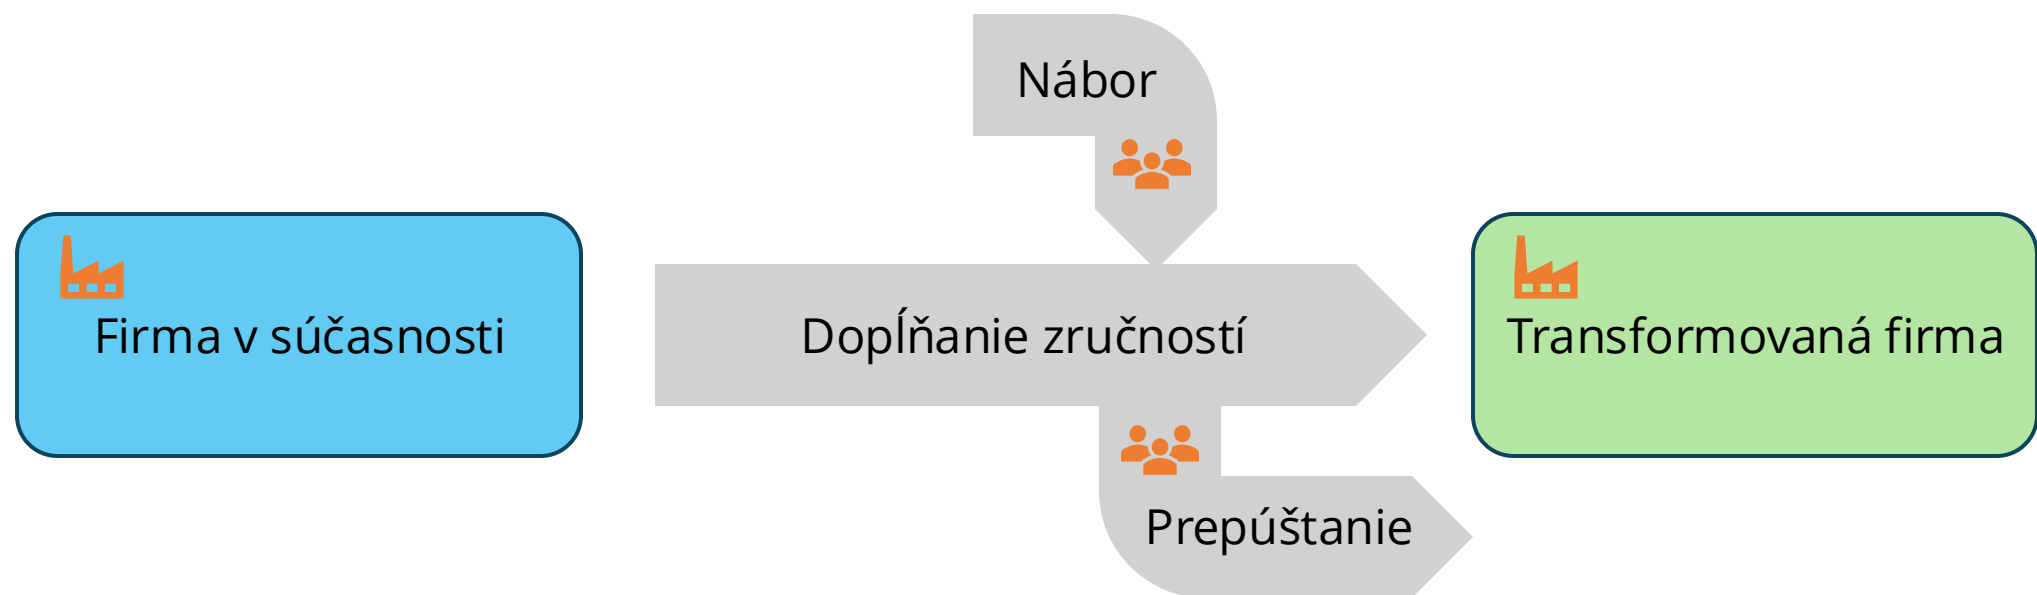 Nábor
Firma v súčasnosti
Dopĺňanie zručností
Transformovaná firma
Prepúštanie